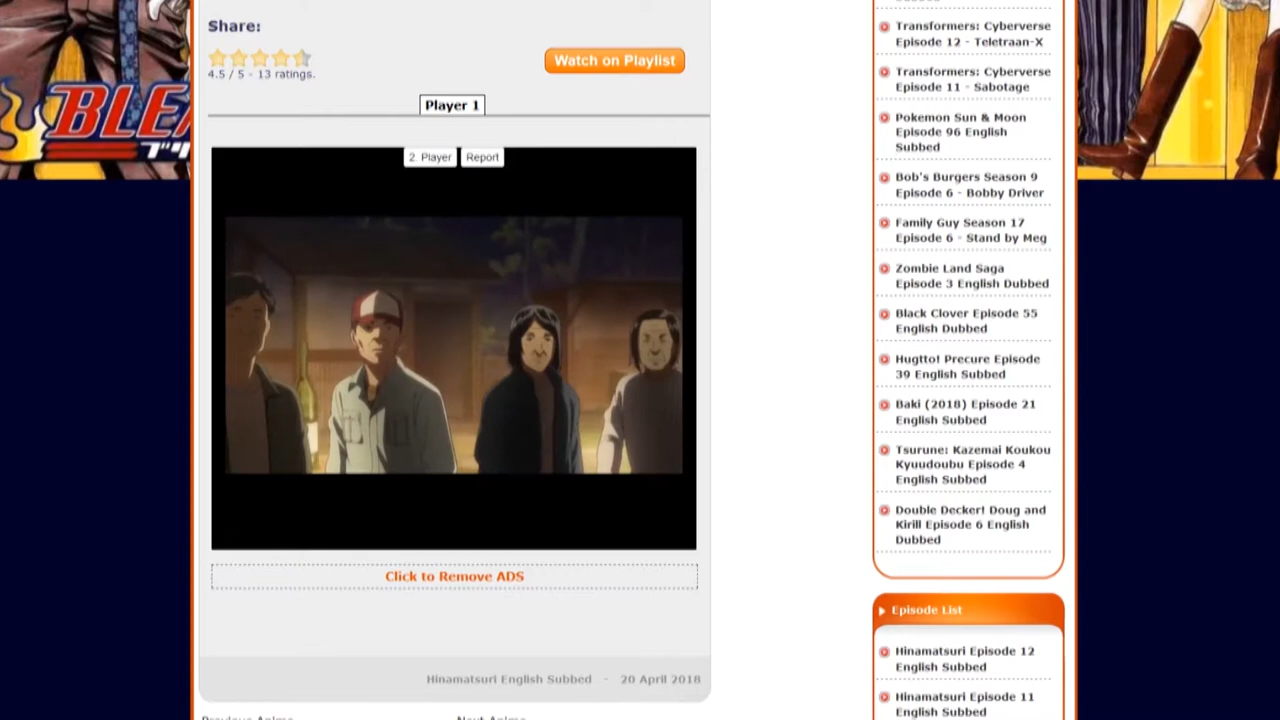 Share:
4.5 / 5 - 13 ratings.
Watch on Playlist
Player 1
2. Player
Report
Click to Remove ADS
Hinamatsuri English Subbed - 20 April 2018
Transformers: Cyberverse
Episode 12 - Teletraan-X
Transformers: Cyberverse
Episode 11 - Sabotage
Pokemon Sun & Moon
Episode 96 English
Subbed
Bob's Burgers Season 9
Episode 6 - Bobby Driver
Family Guy Season 17
Episode 6 - Stand by Meg
Zombie Land Saga
Episode 3 English Dubbed
Black Clover Episode 55
English Dubbed
Hugtto! Precure Episode
39 English Subbed
Baki (2018) Episode 21
English Subbed
Tsurune: Kazemai Koukou
Kyuudoubu Episode 4
English Subbed
Double Decker! Doug and
Kirill Episode 6 English
Dubbed
Episode List
Hinamatsuri Episode 12
English Subbed
Hinamatsuri Episode 11
English Subbed